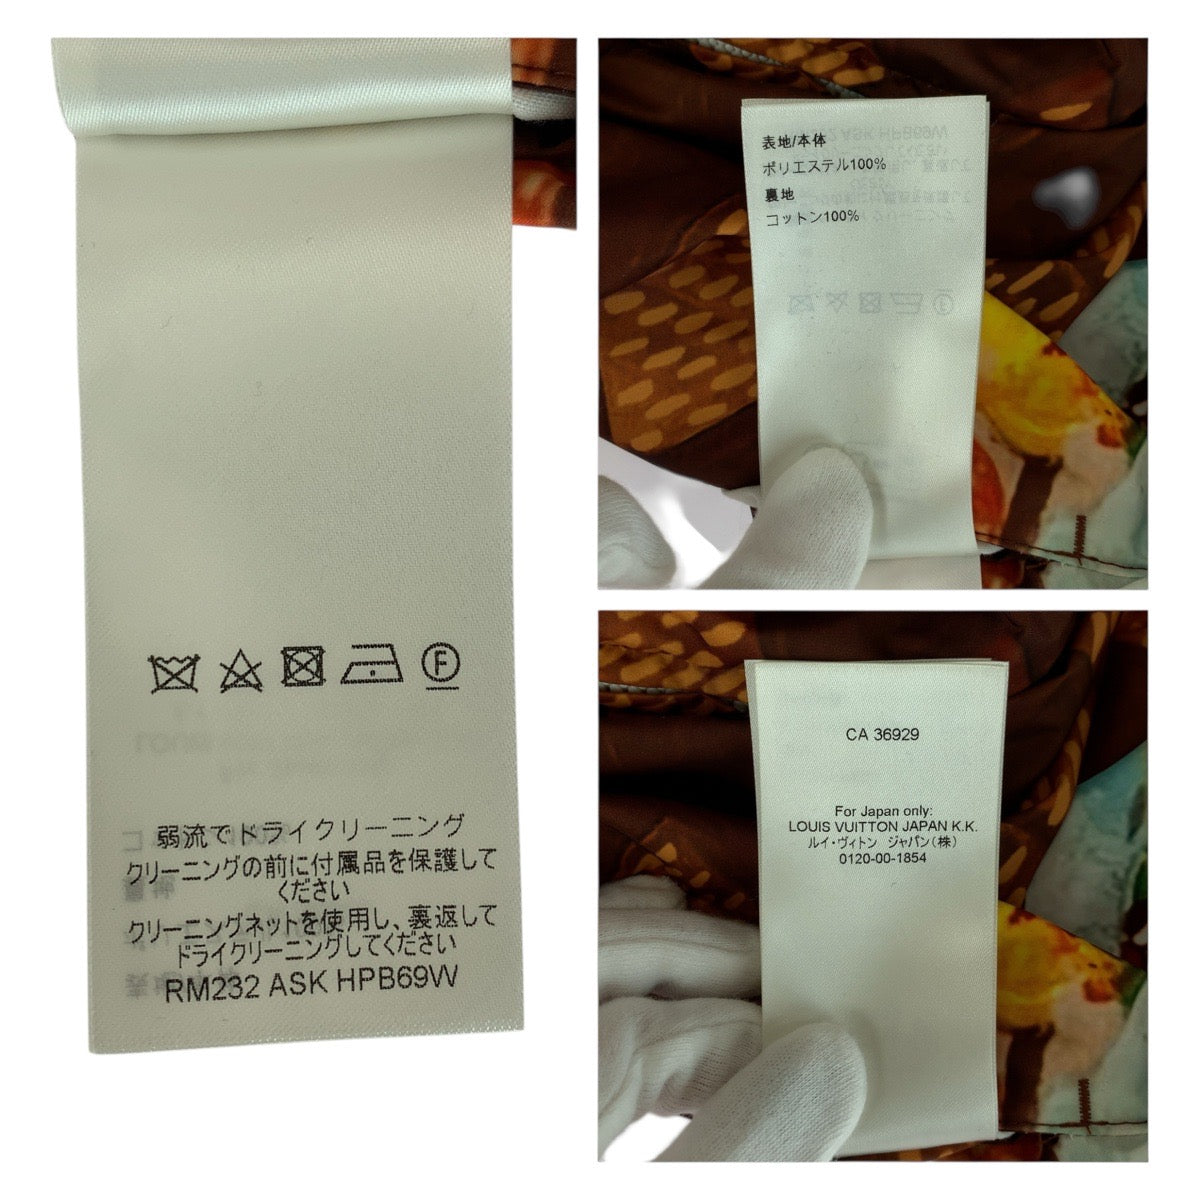 弱流でドライクリーニング
クリーニングの前に付属品を保護して
ください
クリーニングネットを使用し、裏返して
ドライクリーニングしてください
RM232 ASK HPB69W
表地/本体
ポリエステル100%
裏地
コットン100%
CA 36929
For Japan only:
LOUIS VUITTON JAPAN K.K.
ルイ・ヴィトン ジャパン(株)
0120-00-1854